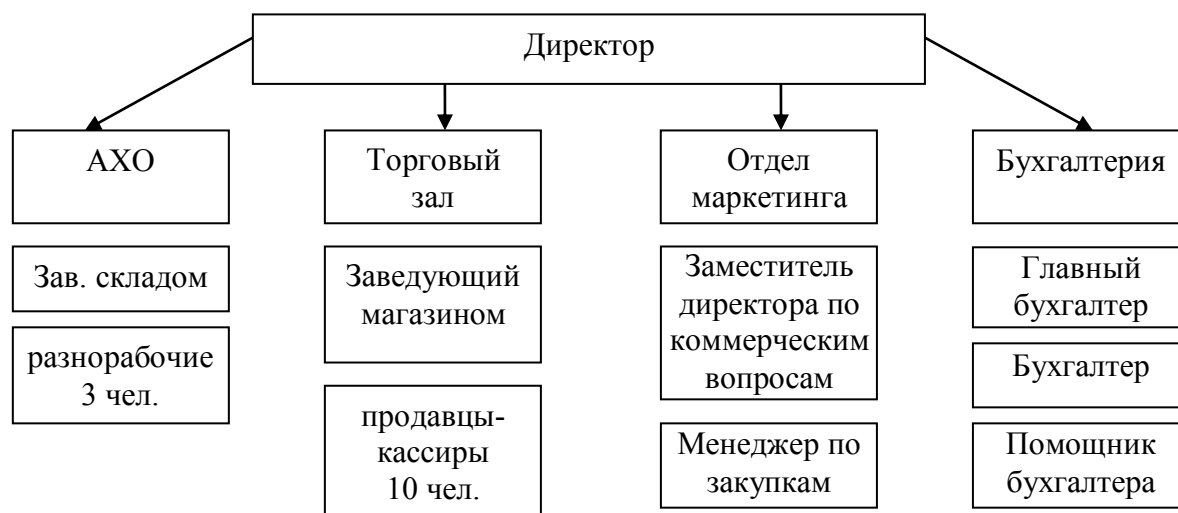 Директор
АХО
Торговый
зал
Отдел
маркетинга
Бухгалтерия
Зав. складом
разнорабочие
3 чел.
Заведующий
магазином
продавцы-
кассиры
10 чел.
Заместитель
директора по
коммерческим
вопросам
Менеджер по
закупкам
Главный
бухгалтер
Бухгалтер
Помощник
бухгалтера